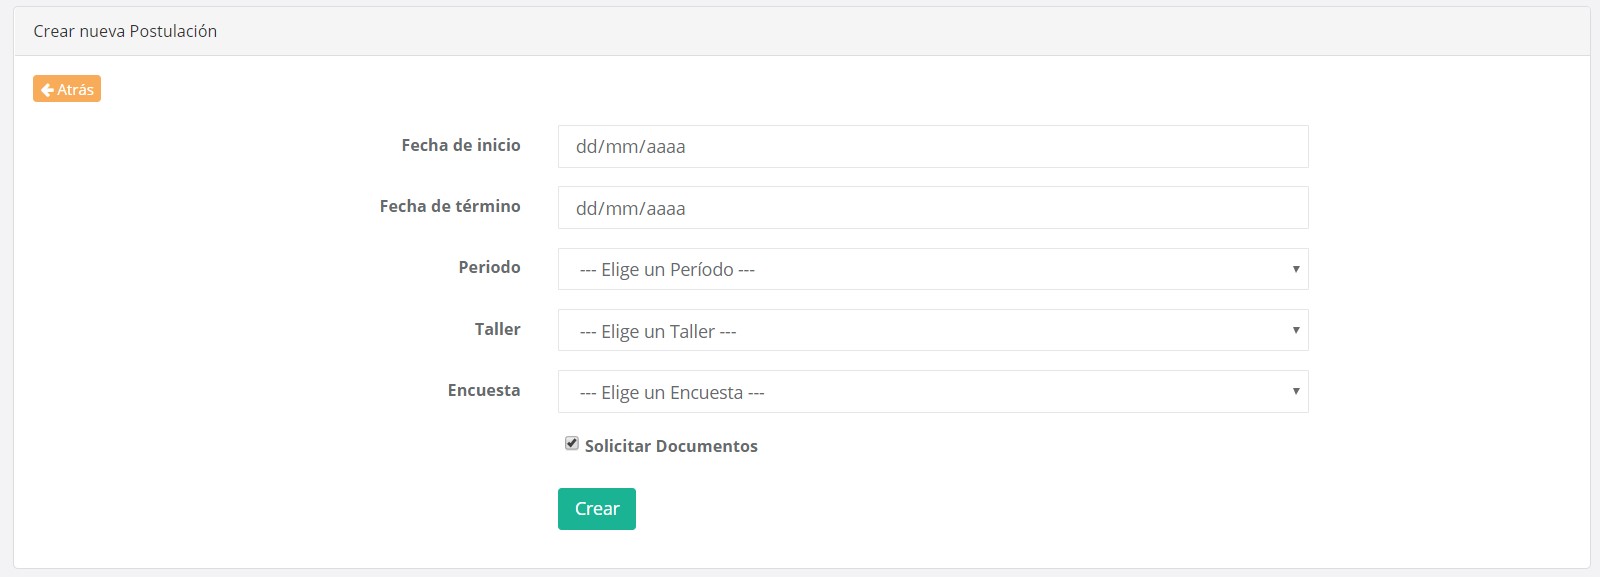 Crear nueva Postulación
Atrás
Fecha de inicio dd/mm/aaaa
Fecha de término dd/mm/aaaa
Periodo --- Elige un Período ---
Taller --- Elige un Taller ---
Encuesta --- Elige un Encuesta ---
Solicitar Documentos
Crear